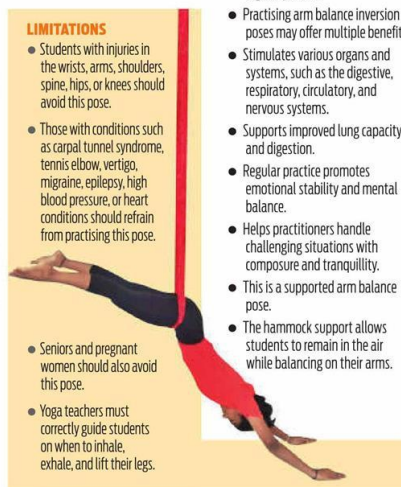 LIMITATIONS
● Students with injuries in
the wrists, arms, shoulders,
spine, hips, or knees should
avoid this pose.
● Those with conditions such
as carpal tunnel syndrome,
tennis elbow, vertigo,
migraine, epilepsy, high
blood pressure, or heart
conditions should refrain
from practising this pose.
● Seniors and pregnant
women should also avoid
this pose.
● Yoga teachers must
correctly guide students
on when to inhale,
exhale, and lift their legs.
● Practising arm balance inversion
poses may offer multiple benefit
● Stimulates various organs and
systems, such as the digestive,
respiratory, circulatory, and
nervous systems.
● Supports improved lung capacity
and digestion.
● Regular practice promotes
emotional stability and mental
balance.
● Helps practitioners handle
challenging situations with
composure and tranquillity.
● This is a supported arm balance
pose.
● The hammock support allows
students to remain in the air
while balancing on their arms.